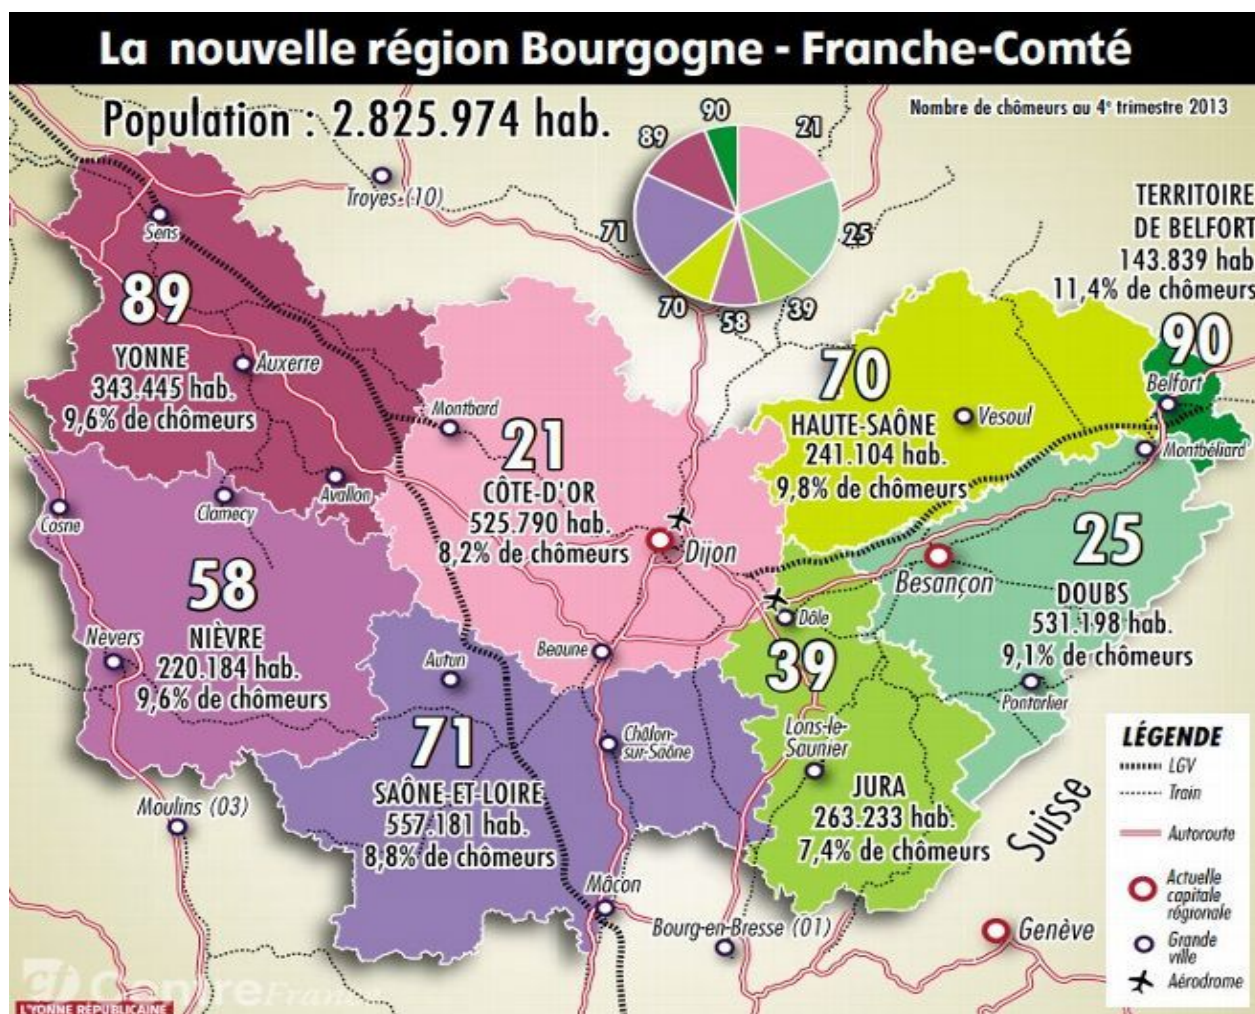 La nouvelle région Bourgogne - Franche-Comté
Population : 2.825.974 hab.
Nombre de chômeurs au 4e trimestre 2013
90
21
89
25
71
39
70
58
Troyes (10)
Sens
TERRITOIRE
DE BELFORT
143.839 hab
11,4% de chômeurs
90
Belfort
89
YONNE
343.445 hab.
9,6% de chômeurs
Auxerre
Avallon
Montbard
21
CÔTE-D'OR
525.790 hab.
8,2% de chômeurs
Dijon
Beaune
70
HAUTE-SAÔNE
241.104 hab.
9,8% de chômeurs
Vesoul
Montbéliard
Cosne
Clamecy
58
NIÈVRE
220.184 hab.
9,6% de chômeurs
Nevers
Moulins (03)
25
DOUBS
531.198 hab.
9,1% de chômeurs
Besançon
Pontarlier
Autun
71
SAÔNE-ET-LOIRE
557.181 hab.
8,8% de chômeurs
Châlon-
sur-Saône
Mâcon
Bourg-en-Bresse (01)
Dôle
39
Lons-le-
Saunier
JURA
263.233 hab.
7,4% de chômeurs
Suisse
Genève
LÉGENDE
LGV
Train
Autoroute
Actuelle
capitale
régionale
Grande
ville
Aérodrome
Centre France
L'YONNE RÉPUBLICAINE